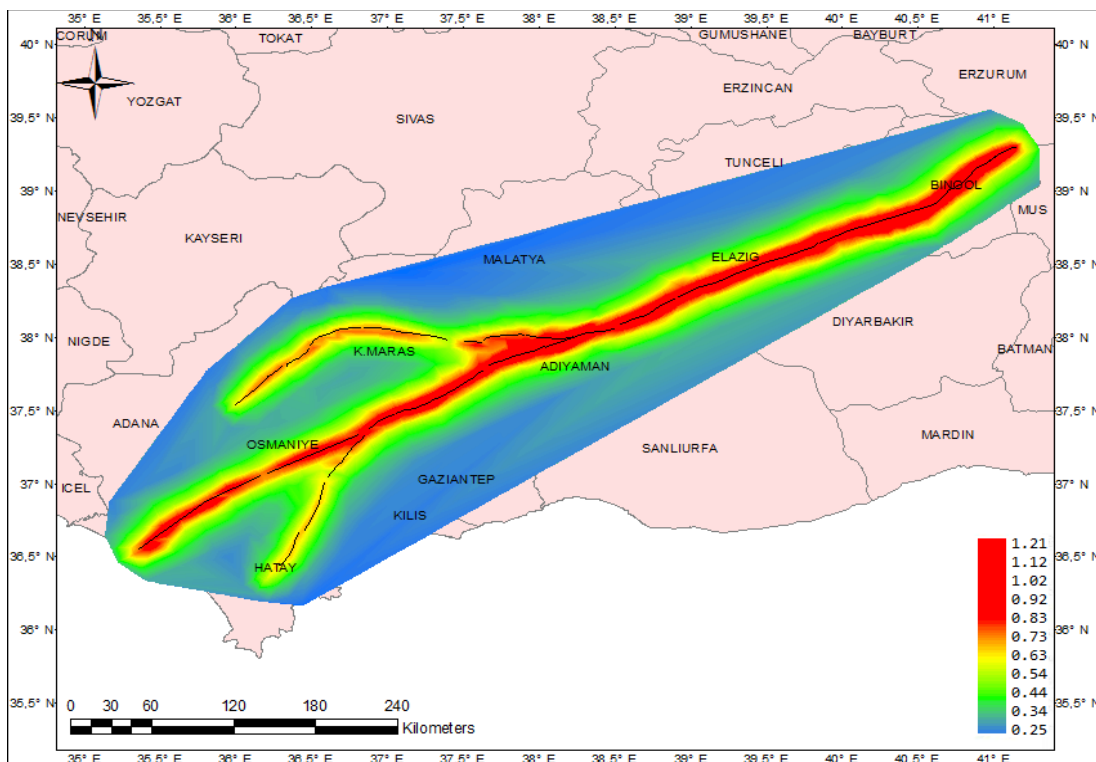 35° E 35,5° E 36,0° E 36,5° E 37,0° E 37,5° E 38,0° E 38,5° E 39,0° E 39,5° E 40,0° E 40,5° E 41° E
40° N
39,5° N
39° N
38,5° N
38° N
37,5° N
37° N
36,5° N
36° N
35,5° N
N
CORUM
TOKAT
GUMUSHANE
BAYBURT
ERZURUM
YOZGAT
ERZINCAN
SIVAS
TUNCELI
BINGOL
NEVSEHIR
MUS
KAYSERI
MALATYA
ELAZIG
DIYARBAKIR
NIGDE
K.MARAS
BATMAN
ADIYAMAN
ADANA
OSMANIYE
MARDIN
SANLIURFA
ICEL
GAZIANTEP
KILIS
HATAY
40° N
39,5° N
39° N
38,5° N
38° N
37,5° N
37° N
36,5° N
36° N
35,5° N
1.21
1.12
1.02
0.92
0.83
0.73
0.63
0.54
0.44
0.34
0.25
0 30 60 120 180 240
Kilometers
35° E 35,5° E 36° E 36,5° E 37° E 37,5° E 38° E 38,5° E 39° E 39,5° E 40° E 40,5° E 41° E